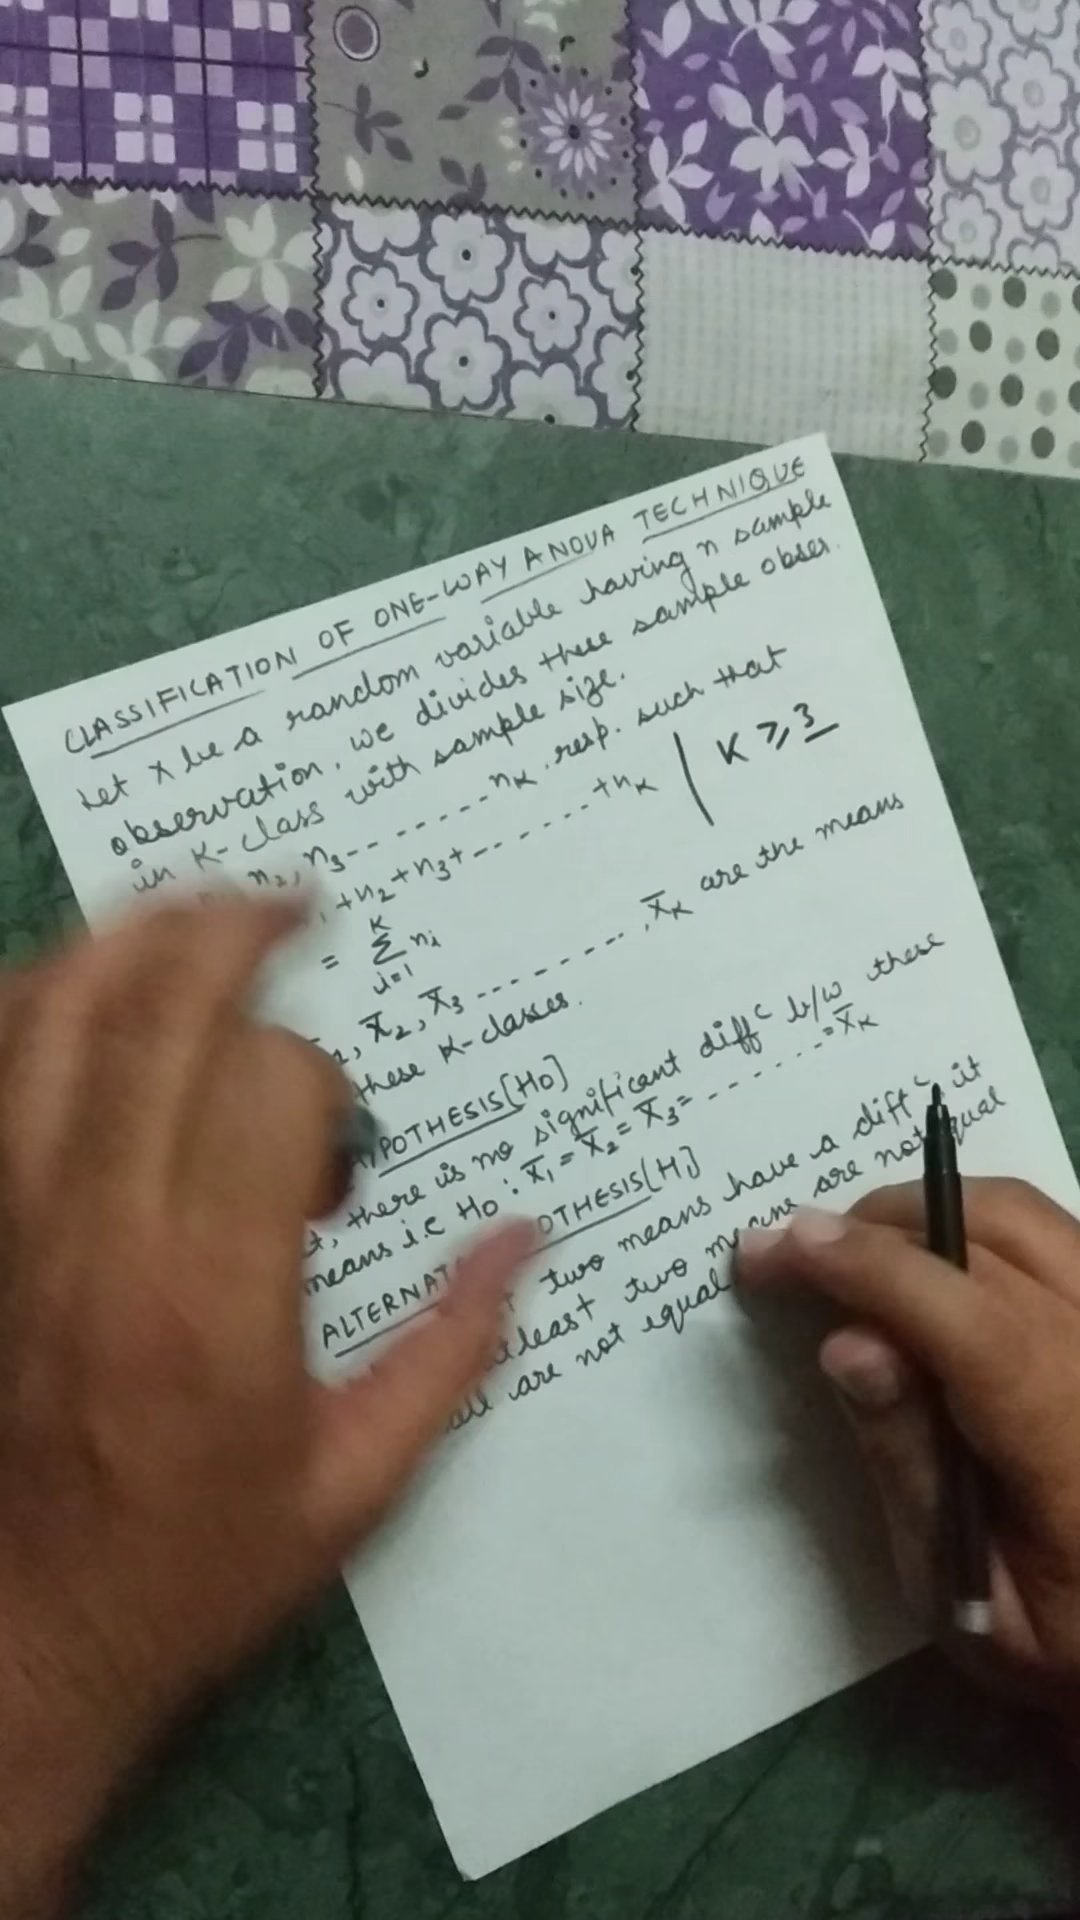 CLASSIFICATION OF ONE-WAY ANOVA TECHNIQUE
Let X be a random variable having n sample
observation, we divides these sample obser.
in K-class with sample size.
n2, n3-- - - - - - -nK. resp. such that
+n2+n3+-- - - - - - -+nK | K ≥ 3
= K Σ i=1 ni
X̄2, X̄3 ---- - - - - - -, X̄K are the means
these K-classes.
POTHESIS[H0]
there is no significant diffc b/w these
means i.e H0 : X̄1 = X̄2 = X̄3= - - - - - - -=X̄K
ALTERNAT OTHESIS[H1]
two means have a diffc, it
atleast two means are not equal
all are not equal